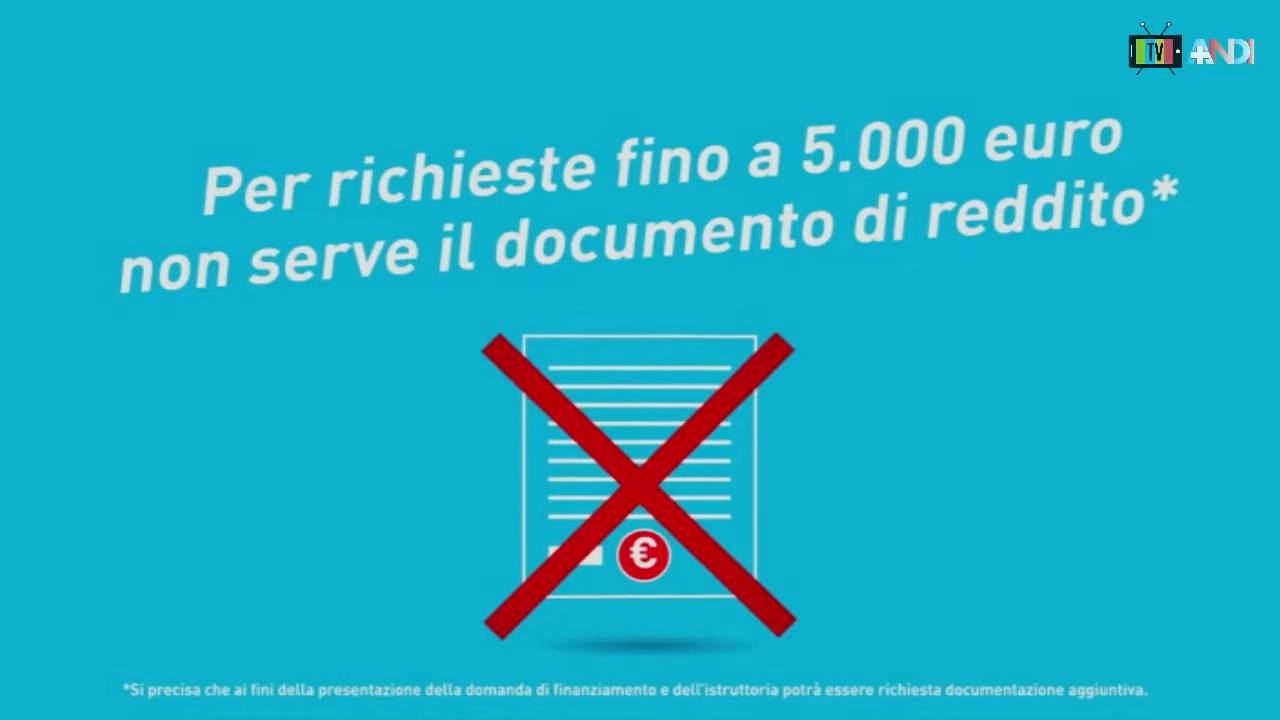 TV ANDI
Per richieste fino a 5.000 euro
non serve il documento di reddito*
€
*Si precisa che ai fini della presentazione della domanda di finanziamento e dell'istruttoria potrà essere richiesta documentazione aggiuntiva.